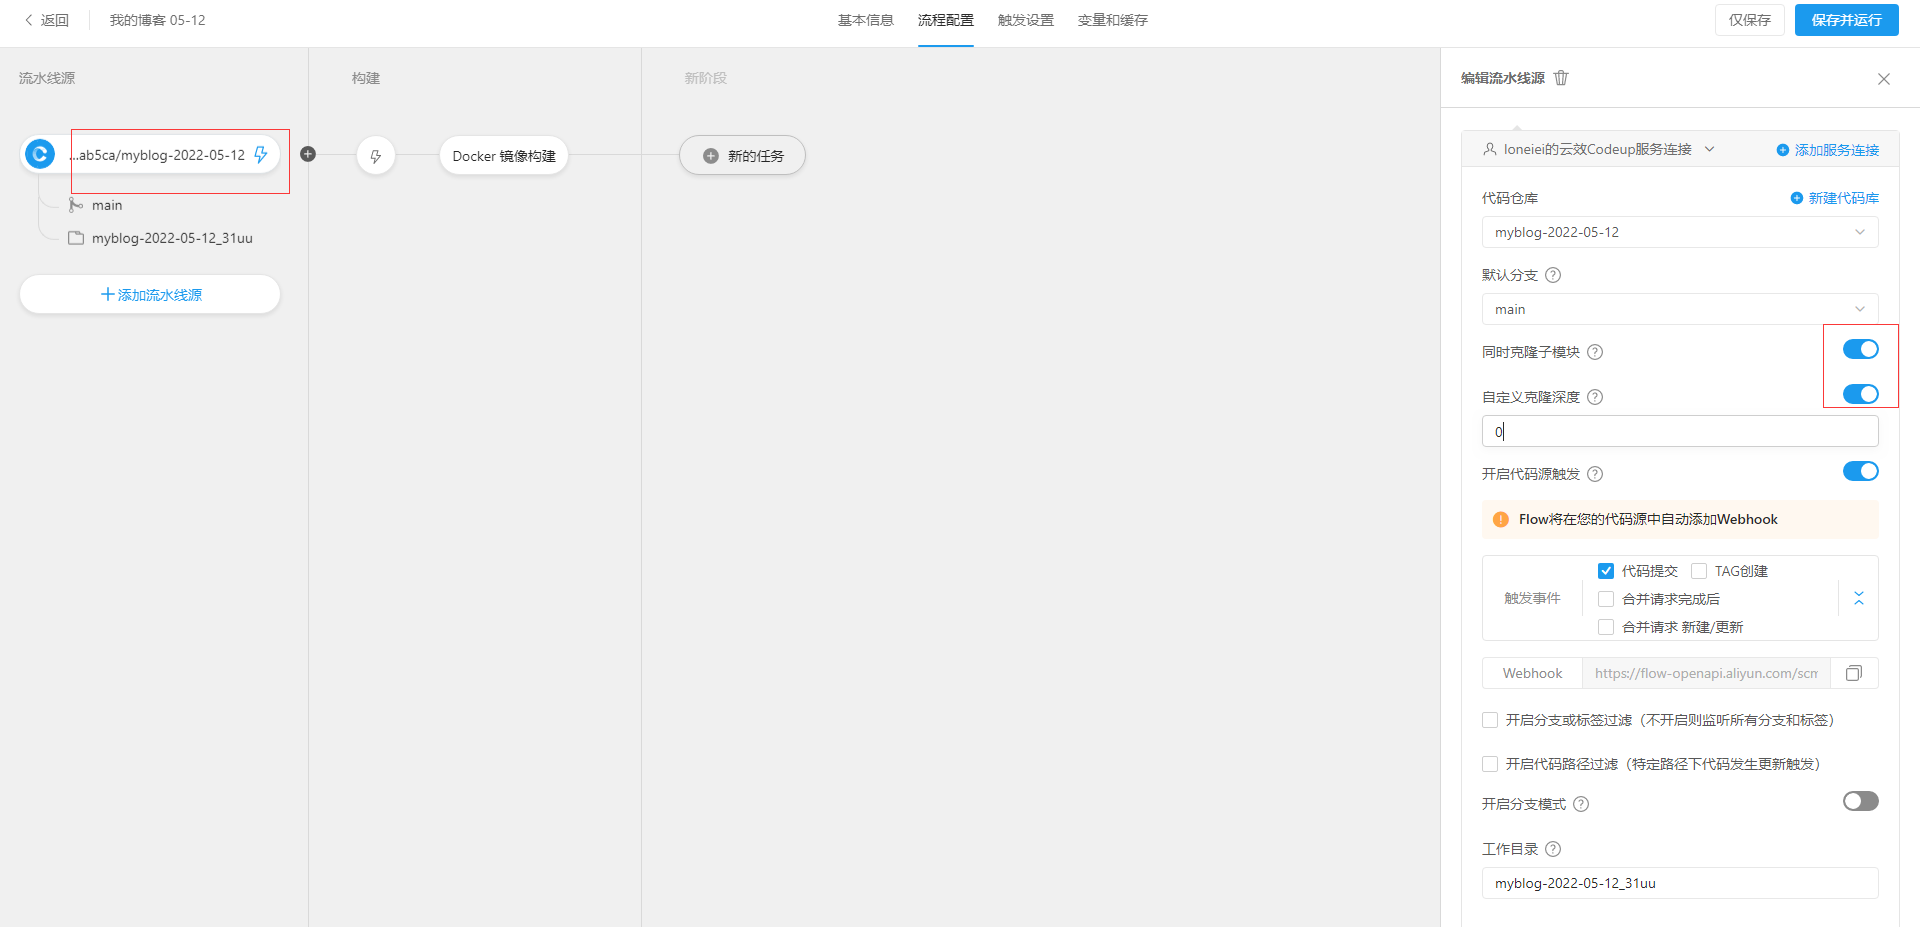 返回
我的博客 05-12
基本信息
流程配置
触发设置
变量和缓存
仅保存
保存并运行
流水线源
构建
新阶段
...ab5ca/myblog-2022-05-12
main
myblog-2022-05-12_31uu
添加流水线源
Docker 镜像构建
新的任务
编辑流水线源
loneiei的云效Codeup服务连接
添加服务连接
代码仓库
新建代码库
myblog-2022-05-12
默认分支
main
同时克隆子模块
自定义克隆深度
0
开启代码源触发
Flow将在您的代码源中自动添加Webhook
触发事件
代码提交
TAG创建
合并请求完成后
合并请求 新建/更新
Webhook
https://flow-openapi.aliyun.com/scm
开启分支或标签过滤（不开启则监听所有分支和标签）
开启代码路径过滤（特定路径下代码发生更新触发）
开启分支模式
工作目录
myblog-2022-05-12_31uu